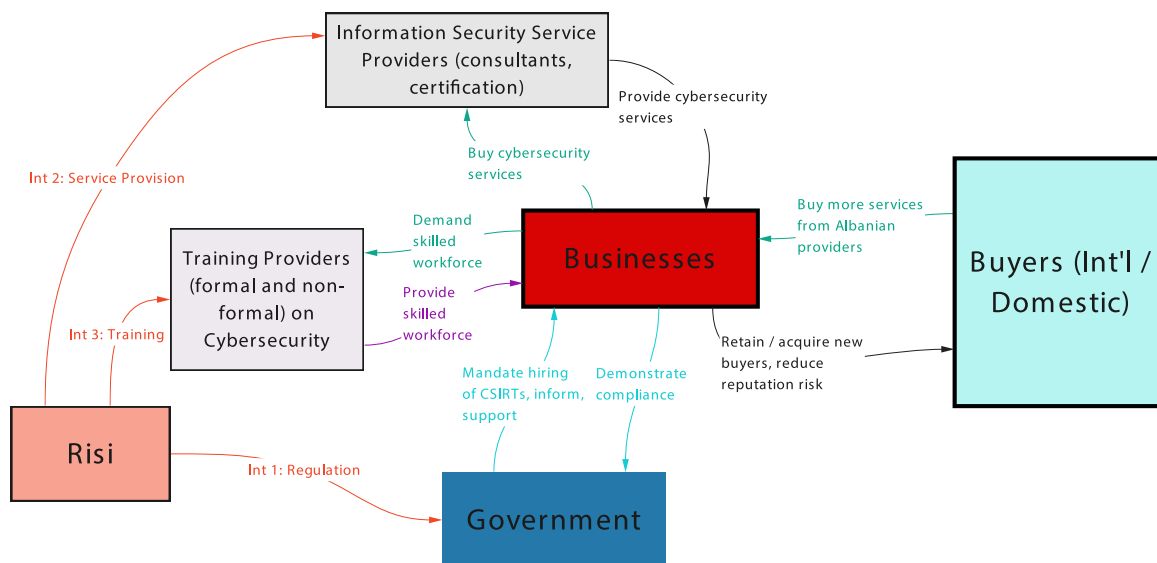 Information Security Service
Providers (consultants,
certification)
Provide cybersecurity
services
Buy cybersecurity
services
Int 2: Service Provision
Buy more services
from Albanian
providers
Demand
skilled
workforce
Training Providers
(formal and non-
formal) on
Cybersecurity
Businesses
Buyers (Int'l /
Domestic)
Provide
skilled
workforce
Int 3: Training
Retain / acquire new
buyers, reduce
reputation risk
Mandate hiring
of CSIRTs, inform,
support
Demonstrate
compliance
Risi
Int 1: Regulation
Government